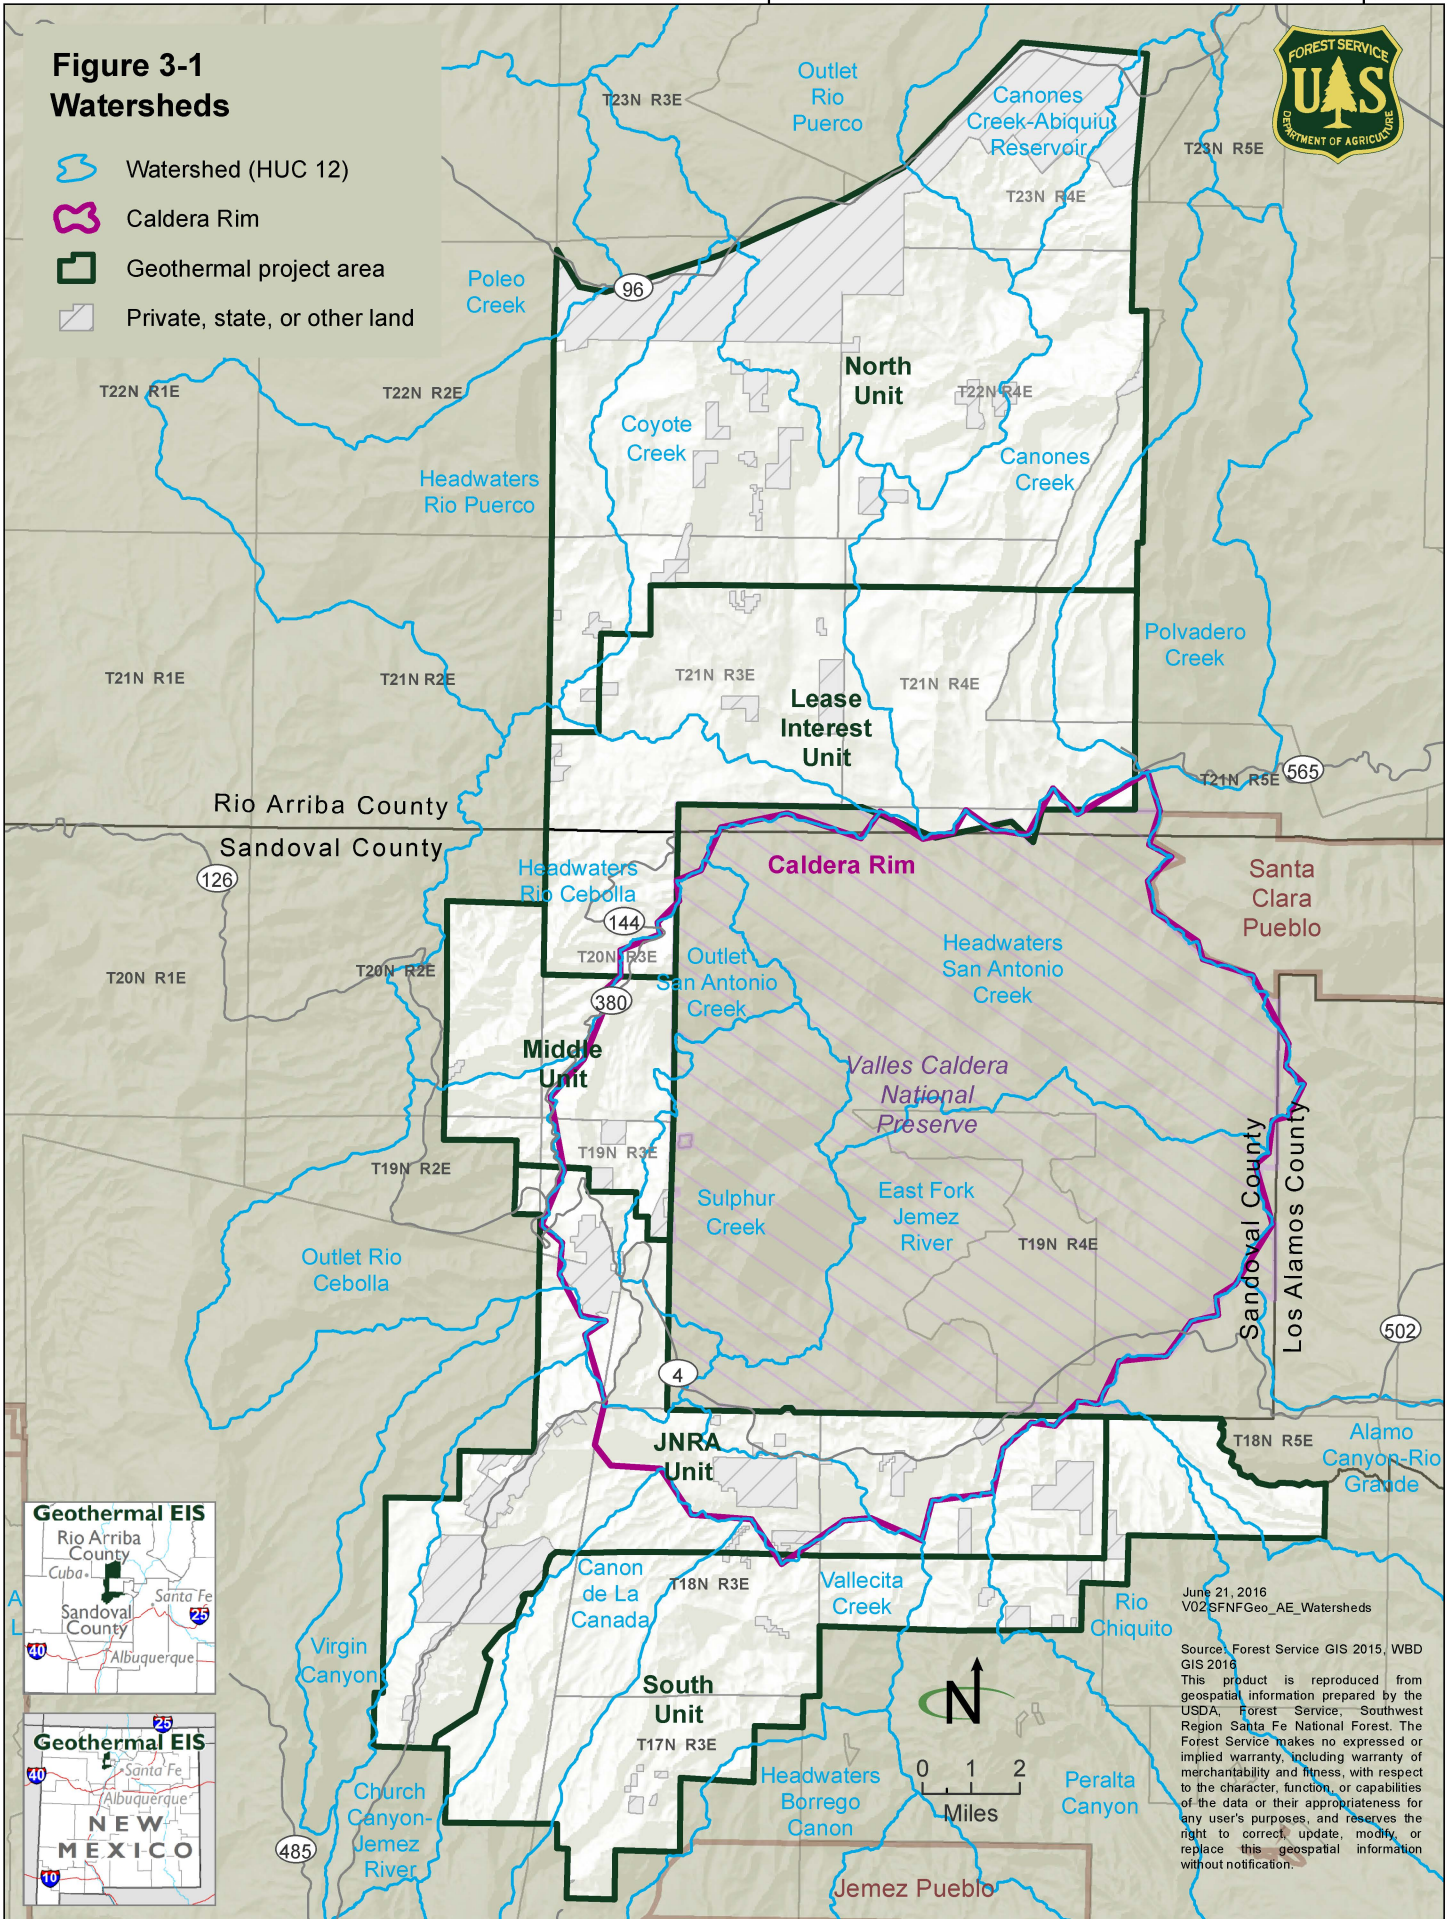 Figure 3-1
Watersheds
Watershed (HUC 12)
Caldera Rim
Geothermal project area
Private, state, or other land
FOREST SERVICE
US
DEPARTMENT OF AGRICULTURE
Outlet
Rio
Puerco
Canones
Creek-Abiquiu
Reservoir
T23N R3E
T23N R5E
T23N R4E
Poleo
Creek
96
North
Unit
T22N R1E
T22N R2E
T22N R4E
Coyote
Creek
Canones
Creek
Headwaters
Rio Puerco
Polvadero
Creek
T21N R1E
T21N R2E
T21N R3E
T21N R4E
Lease
Interest
Unit
T21N R5E
565
Rio Arriba County
Sandoval County
126
Headwaters
Rio Cebolla
Caldera Rim
Santa
Clara
Pueblo
144
T20N R3E
T20N R1E
T20N R2E
Outlet
San Antonio
Creek
Headwaters
San Antonio
Creek
380
Middle
Unit
Valles Caldera
National
Preserve
T19N R3E
T19N R2E
Sulphur
Creek
East Fork
Jemez
River
T19N R4E
Sandoval County
Los Alamos County
Outlet Rio
Cebolla
502
4
JNRA
Unit
T18N R5E
Alamo
Canyon-Rio
Grande
Geothermal EIS
Rio Arriba
County
Cuba
Santa Fe
Sandoval
County
25
40
Albuquerque
A
L
Canon
de La
Canada
T18N R3E
Vallecita
Creek
Rio
Chiquito
Virgin
Canyon
South
Unit
T17N R3E
N
0 1 2
Miles
June 21, 2016
V02SFNFGeo_AE_Watersheds
Source: Forest Service GIS 2015, WBD
GIS 2016
This product is reproduced from
geospatial information prepared by the
USDA, Forest Service, Southwest
Region Santa Fe National Forest. The
Forest Service makes no expressed or
implied warranty, including warranty of
merchantability and fitness, with respect
to the character, function, or capabilities
of the data or their appropriateness for
any user's purposes, and reserves the
right to correct, update, modify, or
replace this geospatial information
without notification.
25
Geothermal EIS
40
Santa Fe
Albuquerque
NEW
MEXICO
10
Church
Canyon-
Jemez
River
485
Headwaters
Borrego
Canon
Peralta
Canyon
Jemez Pueblo